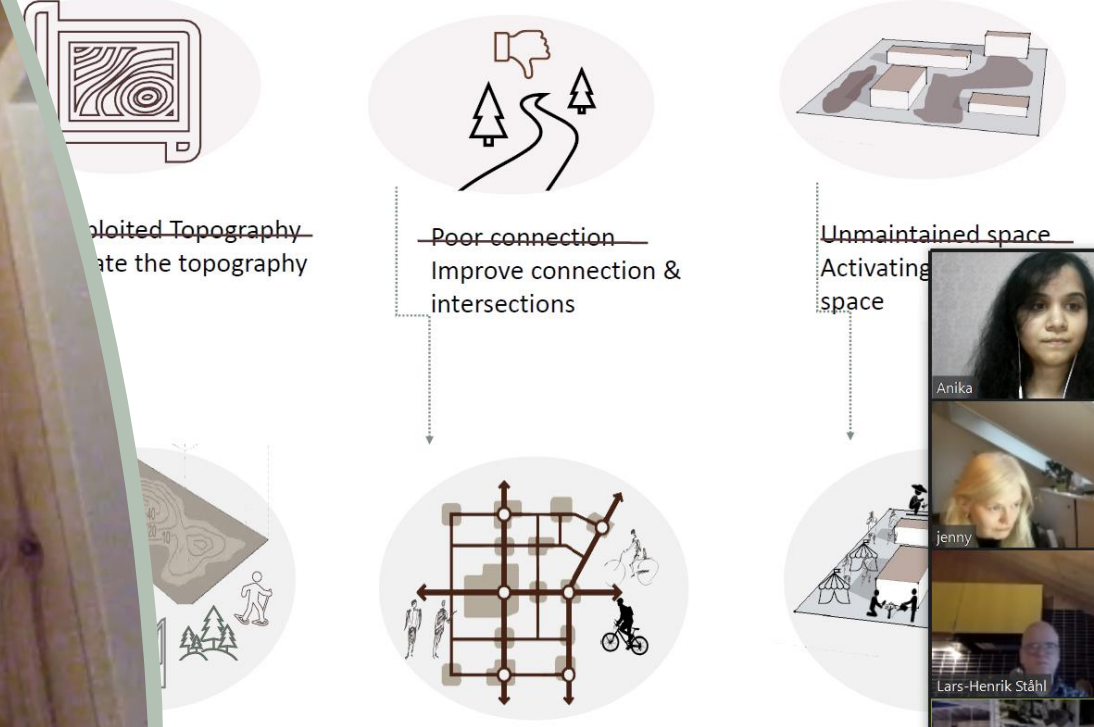 ploited Topography
ate the topography
Poor connection
Improve connection &
intersections
Unmaintained space
Activating
space
Anika
jenny
Lars-Henrik Ståhl